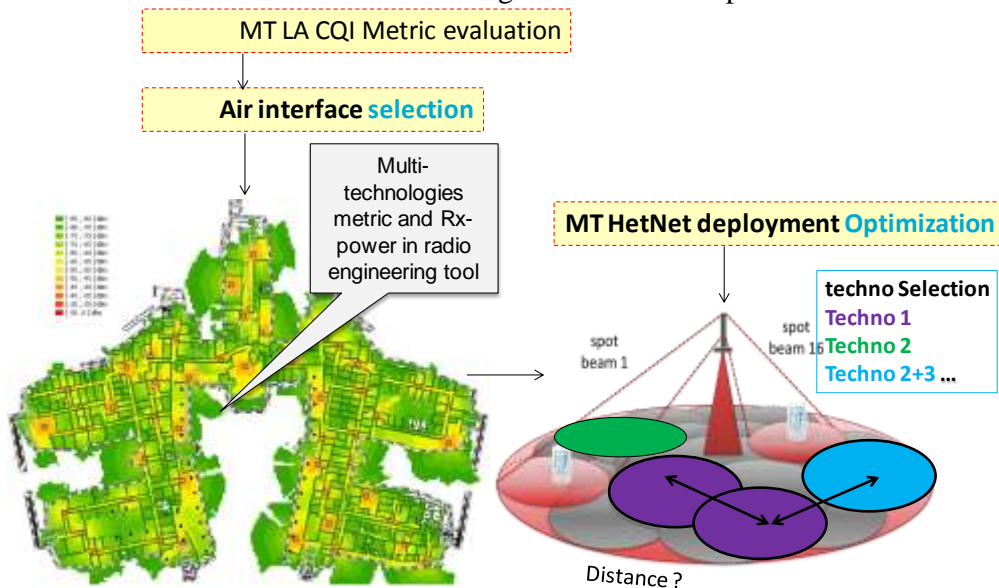 MT LA CQI Metric evaluation
Air interface selection
Multi-
technologies
metric and Rx-
power in radio
engineering tool
MT HetNet deployment Optimization
techno Selection
Techno 1
Techno 2
Techno 2+3 ...
spot
beam 1
spot
beam 16
Distance ?